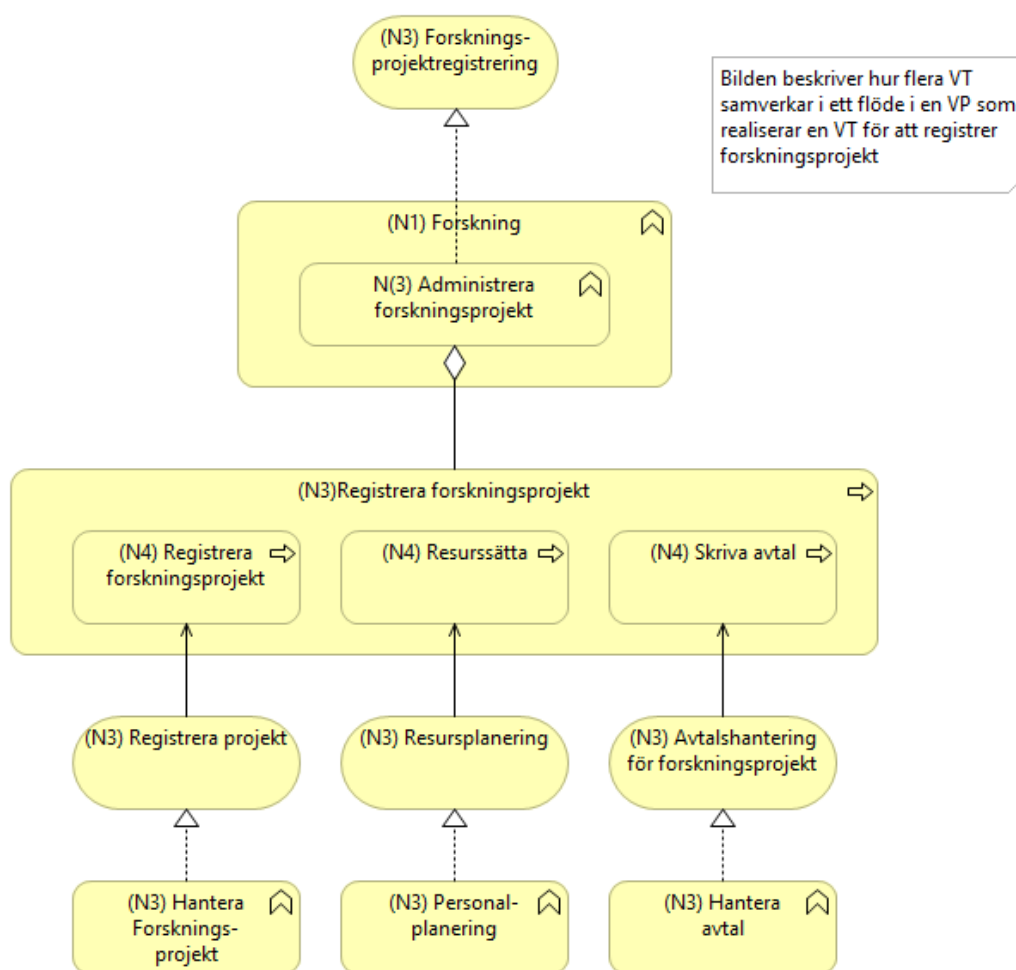 (N3) Forsknings-
projektregistrering
Bilden beskriver hur flera VT
samverkar i ett flöde i en VP som
realiserar en VT för att registrer
forskningsprojekt
(N1) Forskning
N(3) Administrera
forskningsprojekt
(N3)Registrera forskningsprojekt
(N4) Registrera
forskningsprojekt
(N4) Resurssätta
(N4) Skriva avtal
(N3) Registrera projekt
(N3) Resursplanering
(N3) Avtalshantering
för forskningsprojekt
(N3) Hantera
Forsknings-
projekt
(N3) Personal-
planering
(N3) Hantera
avtal